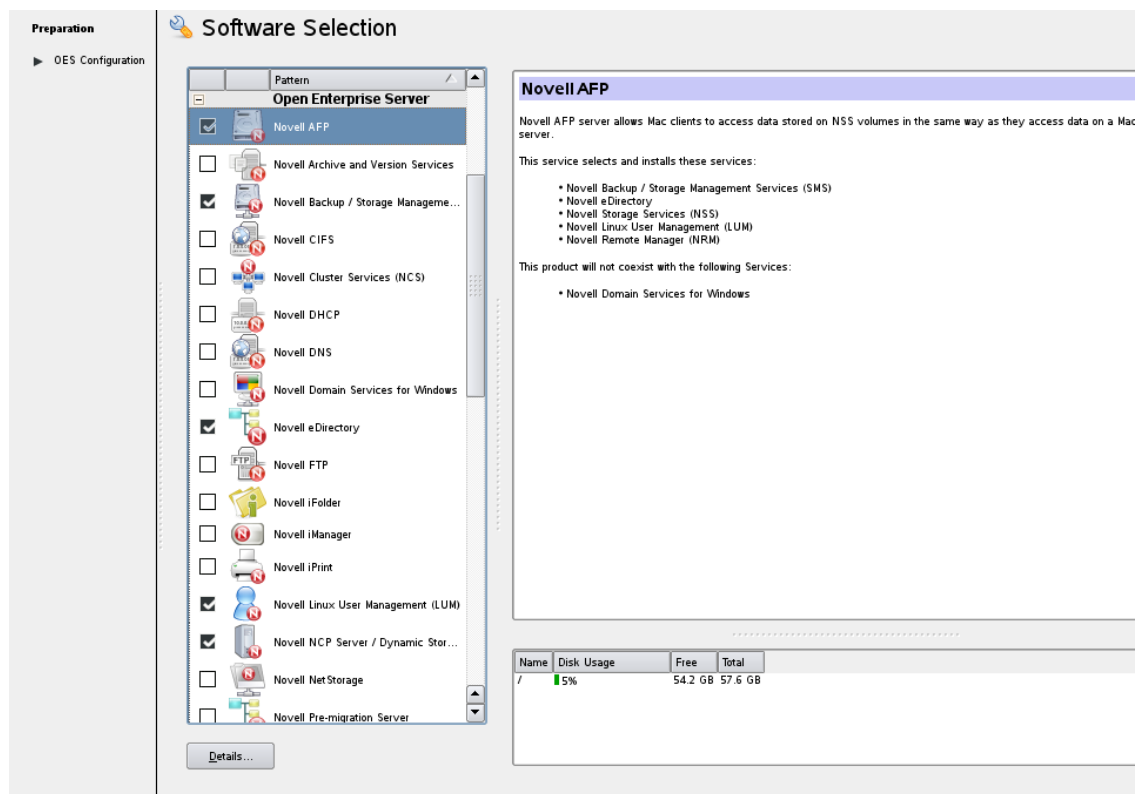 Preparation
OES Configuration
Software Selection
Pattern
Open Enterprise Server
Novell AFP
Novell Archive and Version Services
Novell Backup / Storage Manageme...
Novell CIFS
Novell Cluster Services (NCS)
Novell DHCP
Novell DNS
Novell Domain Services for Windows
Novell eDirectory
FTP
Novell FTP
Novell iFolder
Novell iManager
Novell iPrint
Novell Linux User Management (LUM)
Novell NCP Server / Dynamic Stor...
Novell NetStorage
Novell Pre-migration Server
Details...
Novell AFP
Novell AFP server allows Mac clients to access data stored on NSS volumes in the same way as they access data on a Mac
server.
This service selects and installs these services:
• Novell Backup / Storage Management Services (SMS)
• Novell eDirectory
• Novell Storage Services (NSS)
• Novell Linux User Management (LUM)
• Novell Remote Manager (NRM)
This product will not coexist with the following Services:
• Novell Domain Services for Windows
Name Disk Usage Free Total
/ 5% 54.2 GB 57.6 GB